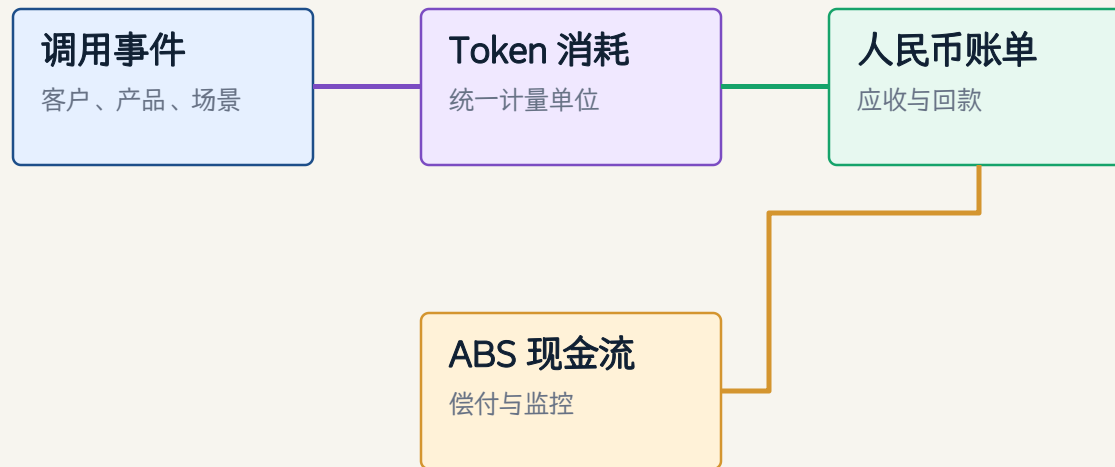 调用事件
客户、产品、场景
Token 消耗
统一计量单位
人民币账单
应收与回款
ABS 现金流
偿付与监控